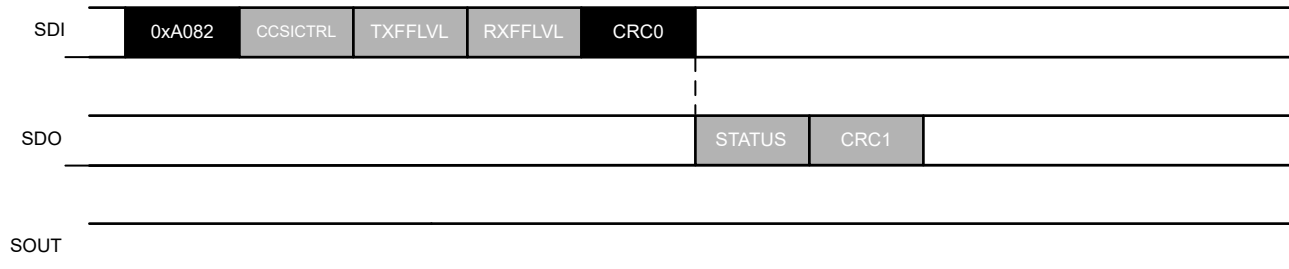 SDI 0xA082 CCSICTRL TXFFLVL RXFFLVL CRC0
SDO STATUS CRC1
SOUT